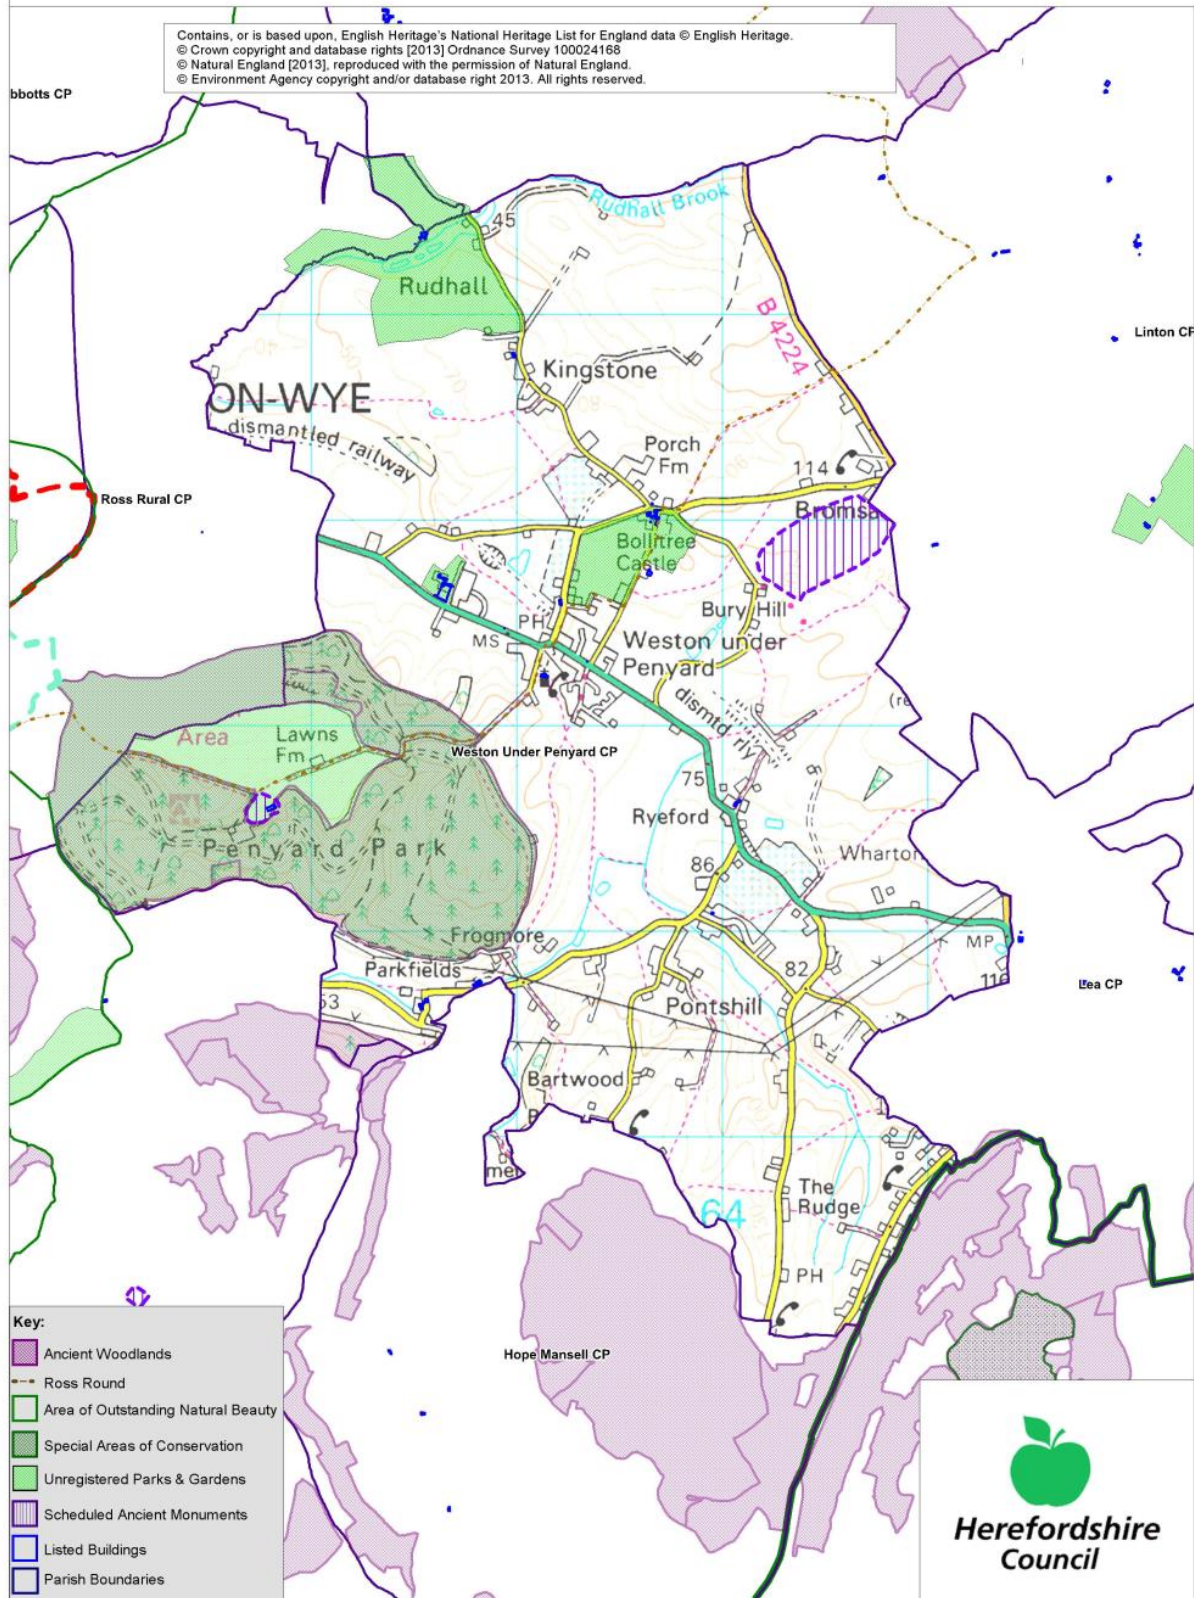 Contains, or is based upon, English Heritage's National Heritage List for England data © English Heritage.
© Crown copyright and database rights [2013] Ordnance Survey 100024168
© Natural England [2013], reproduced with the permission of Natural England.
© Environment Agency copyright and/or database right 2013. All rights reserved.
bbotts CP
Rudhall Brook
45
Rudhall
B 4224
Linton CP
Kingstone
ON-WYE
dismantled railway
Porch
Fm
114
Ross Rural CP
Bromsa
Bollitree
Castle
Bury Hill
PH
MS
Weston under
Penyard
dismtd rly
(re
Area
Lawns
Fm
Weston Under Penyard CP
75
Ryeford
Penyard Park
86
Wharton
Frogmore
MP
Parkfields
82
116
53
Pontshill
Lea CP
Bartwood
mel
The
Rudge
64
PH
Hope Mansell CP
Key:
Ancient Woodlands
Ross Round
Area of Outstanding Natural Beauty
Special Areas of Conservation
Unregistered Parks & Gardens
Scheduled Ancient Monuments
Listed Buildings
Parish Boundaries
Herefordshire
Council